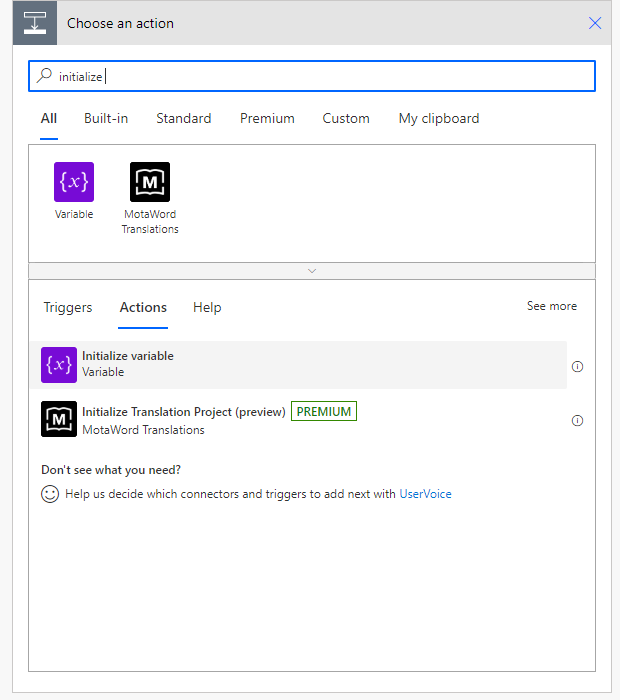 Choose an action
initialize
All Built-in Standard Premium Custom My clipboard
{x} M
Variable MotaWord
Translations
Triggers Actions Help See more
{x} Initialize variable
Variable
M Initialize Translation Project (preview) PREMIUM
MotaWord Translations
Don't see what you need?
Help us decide which connectors and triggers to add next with UserVoice